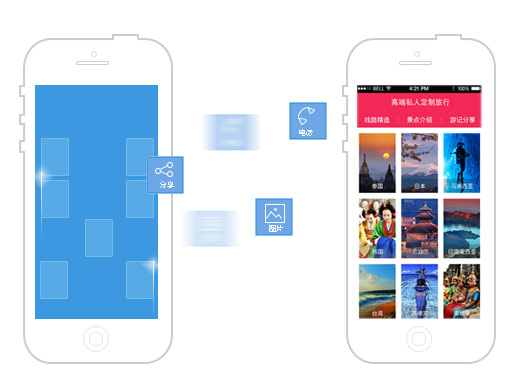 电话
分享
图片
BELL
4:21 PM
100%
高端私人定制旅行
线路精选
景点介绍
游记分享
泰国
日本
马来西亚
韩国
尼泊尔
印度尼西亚
台湾
柬埔寨